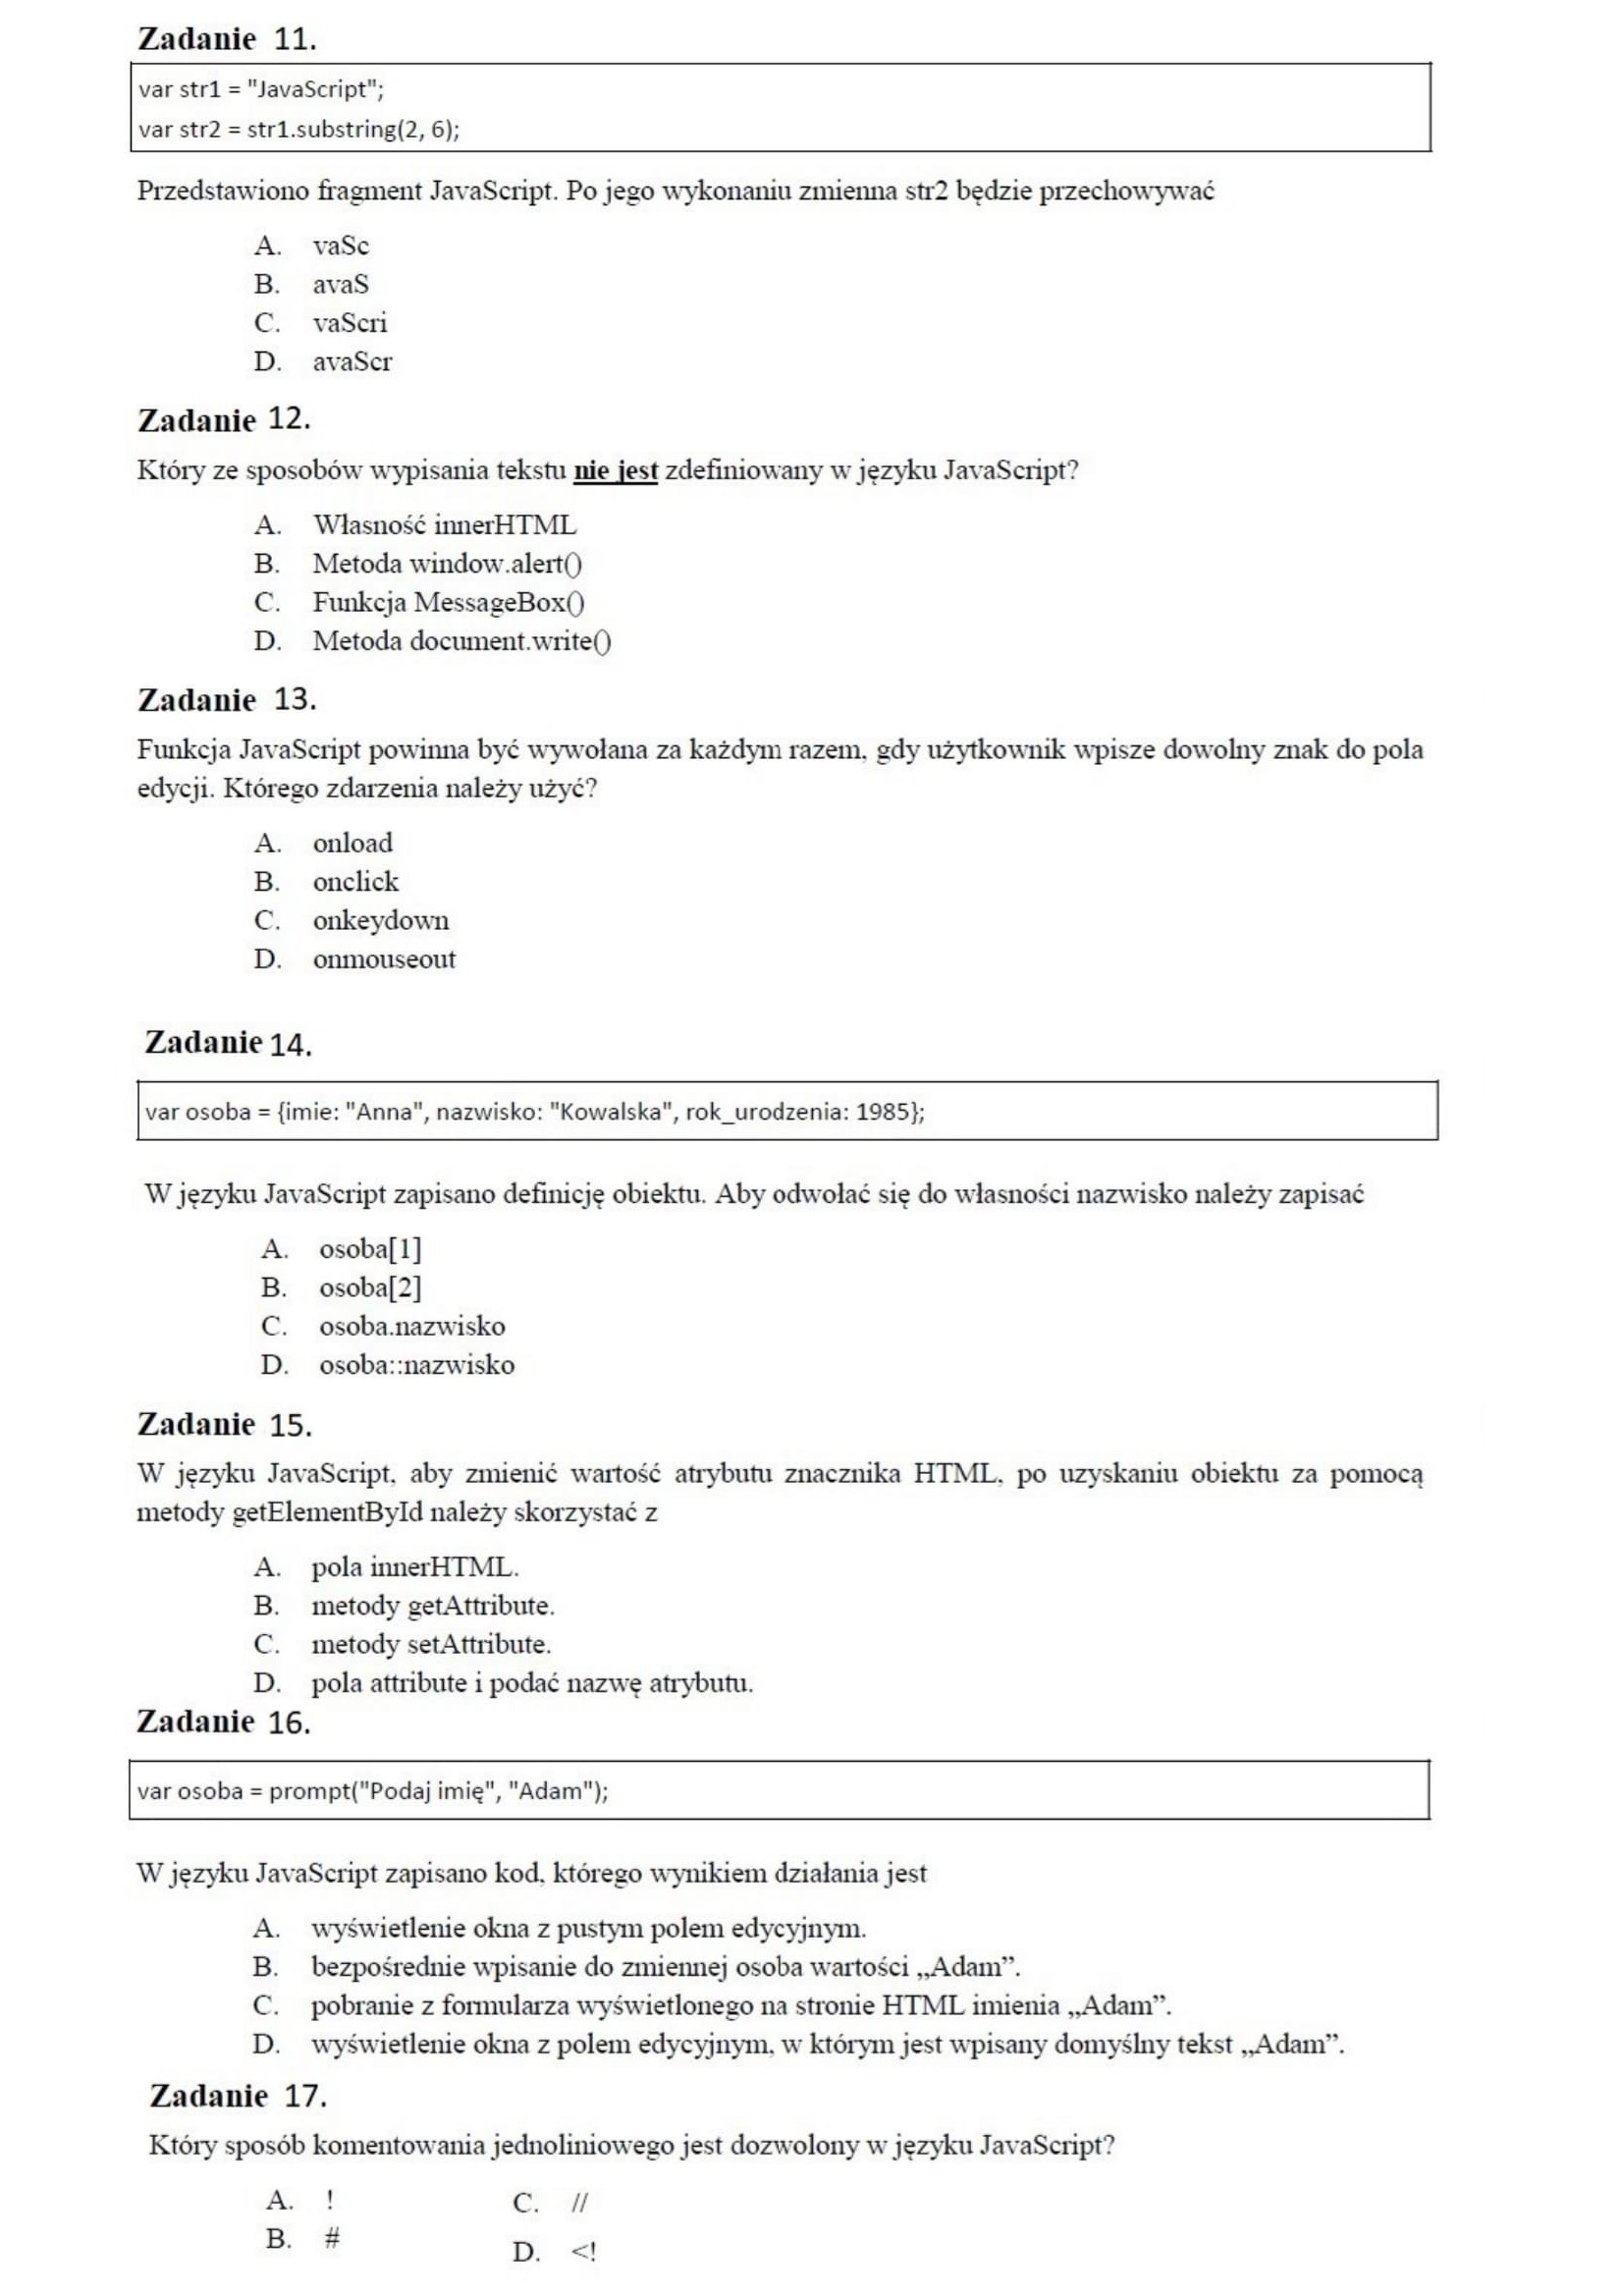 Zadanie 11.
var str1 = "JavaScript";
var str2 = str1.substring(2, 6);
Przedstawiono fragment JavaScript. Po jego wykonaniu zmienna str2 będzie przechowywać
A. vaSc
B. avaS
C. vaScri
D. avaScr
Zadanie 12.
Który ze sposobów wypisania tekstu nie jest zdefiniowany w języku JavaScript?
A. Własność innerHTML
B. Metoda window.alert()
C. Funkcja MessageBox()
D. Metoda document.write()
Zadanie 13.
Funkcja JavaScript powinna być wywołana za każdym razem, gdy użytkownik wpisze dowolny znak do pola
edycji. Którego zdarzenia należy użyć?
A. onload
B. onclick
C. onkeydown
D. onmouseout
Zadanie 14.
var osoba = {imie: "Anna", nazwisko: "Kowalska", rok_urodzenia: 1985};
W języku JavaScript zapisano definicję obiektu. Aby odwołać się do własności nazwisko należy zapisać
A. osoba[1]
B. osoba[2]
C. osoba.nazwisko
D. osoba::nazwisko
Zadanie 15.
W języku JavaScript, aby zmienić wartość atrybutu znacznika HTML, po uzyskaniu obiektu za pomocą
metody getElementById należy skorzystać z
A. pola innerHTML.
B. metody getAttribute.
C. metody setAttribute.
D. pola attribute i podać nazwę atrybutu.
Zadanie 16.
var osoba = prompt("Podaj imię", "Adam");
W języku JavaScript zapisano kod, którego wynikiem działania jest
A. wyświetlenie okna z pustym polem edycyjnym.
B. bezpośrednie wpisanie do zmiennej osoba wartości „Adam”.
C. pobranie z formularza wyświetlonego na stronie HTML imienia „Adam”.
D. wyświetlenie okna z polem edycyjnym, w którym jest wpisany domyślny tekst „Adam”.
Zadanie 17.
Który sposób komentowania jednoliniowego jest dozwolony w języku JavaScript?
A. !
B. #
C. //
D. <!